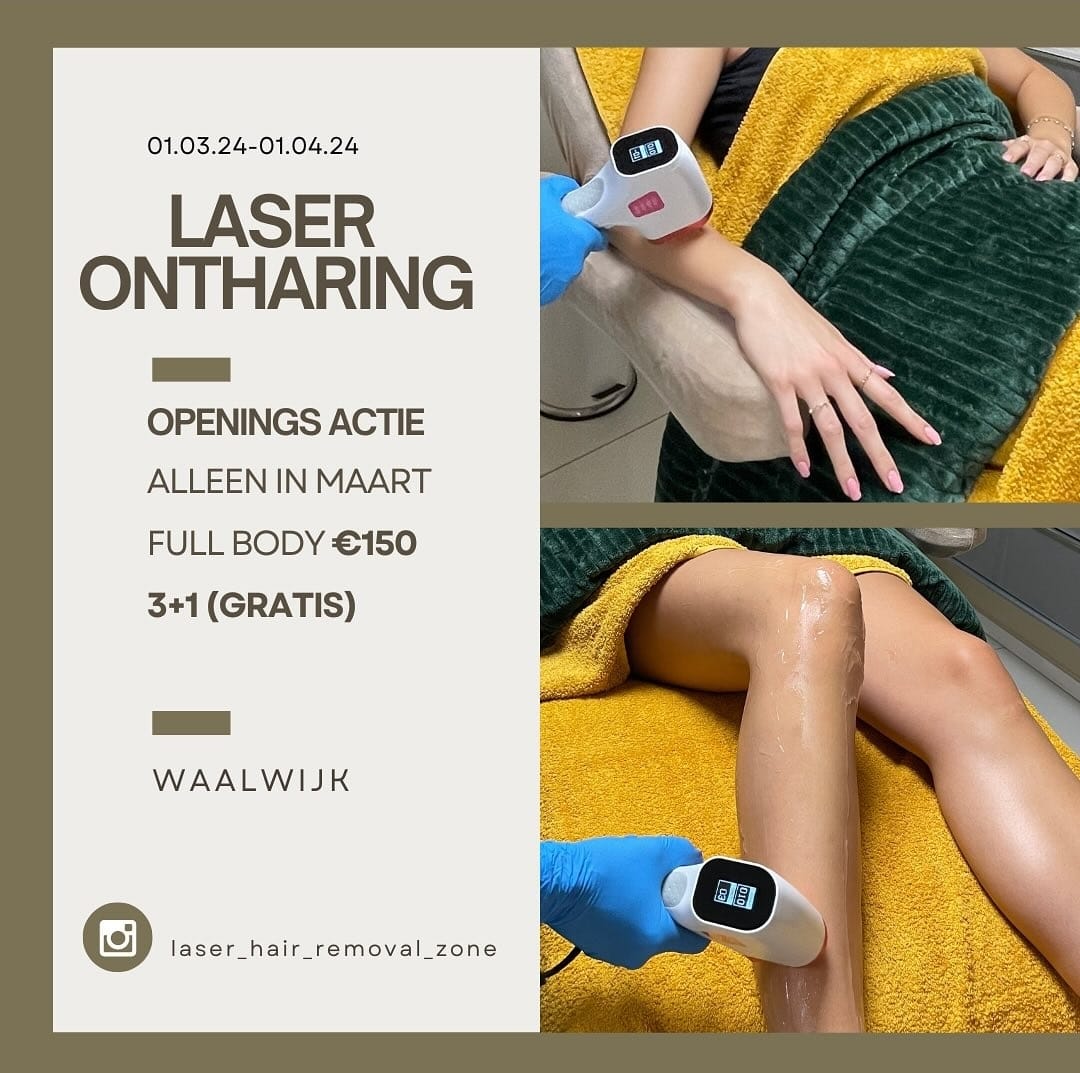 01.03.24-01.04.24
LASER
ONTHARING
OPENINGS ACTIE
ALLEEN IN MAART
FULL BODY €150
3+1 (GRATIS)
WAALWIJK
laser_hair_removal_zone